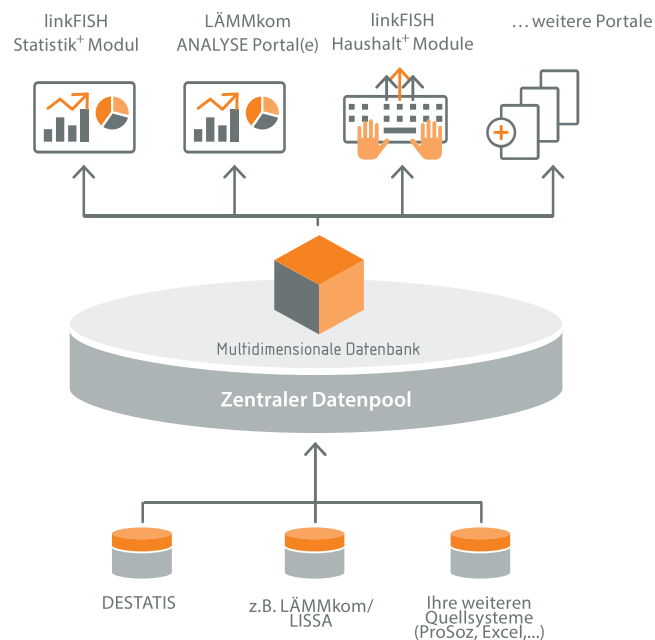 linkFISH
Statistik+ Modul
LÄMMkom
ANALYSE Portal(e)
linkFISH
Haushalt+ Module
...weitere Portale
Multidimensionale Datenbank
Zentraler Datenpool
DESTATIS
z.B. LÄMMkom/
LISSA
Ihre weiteren
Quellsysteme
(ProSoz, Excel,...)